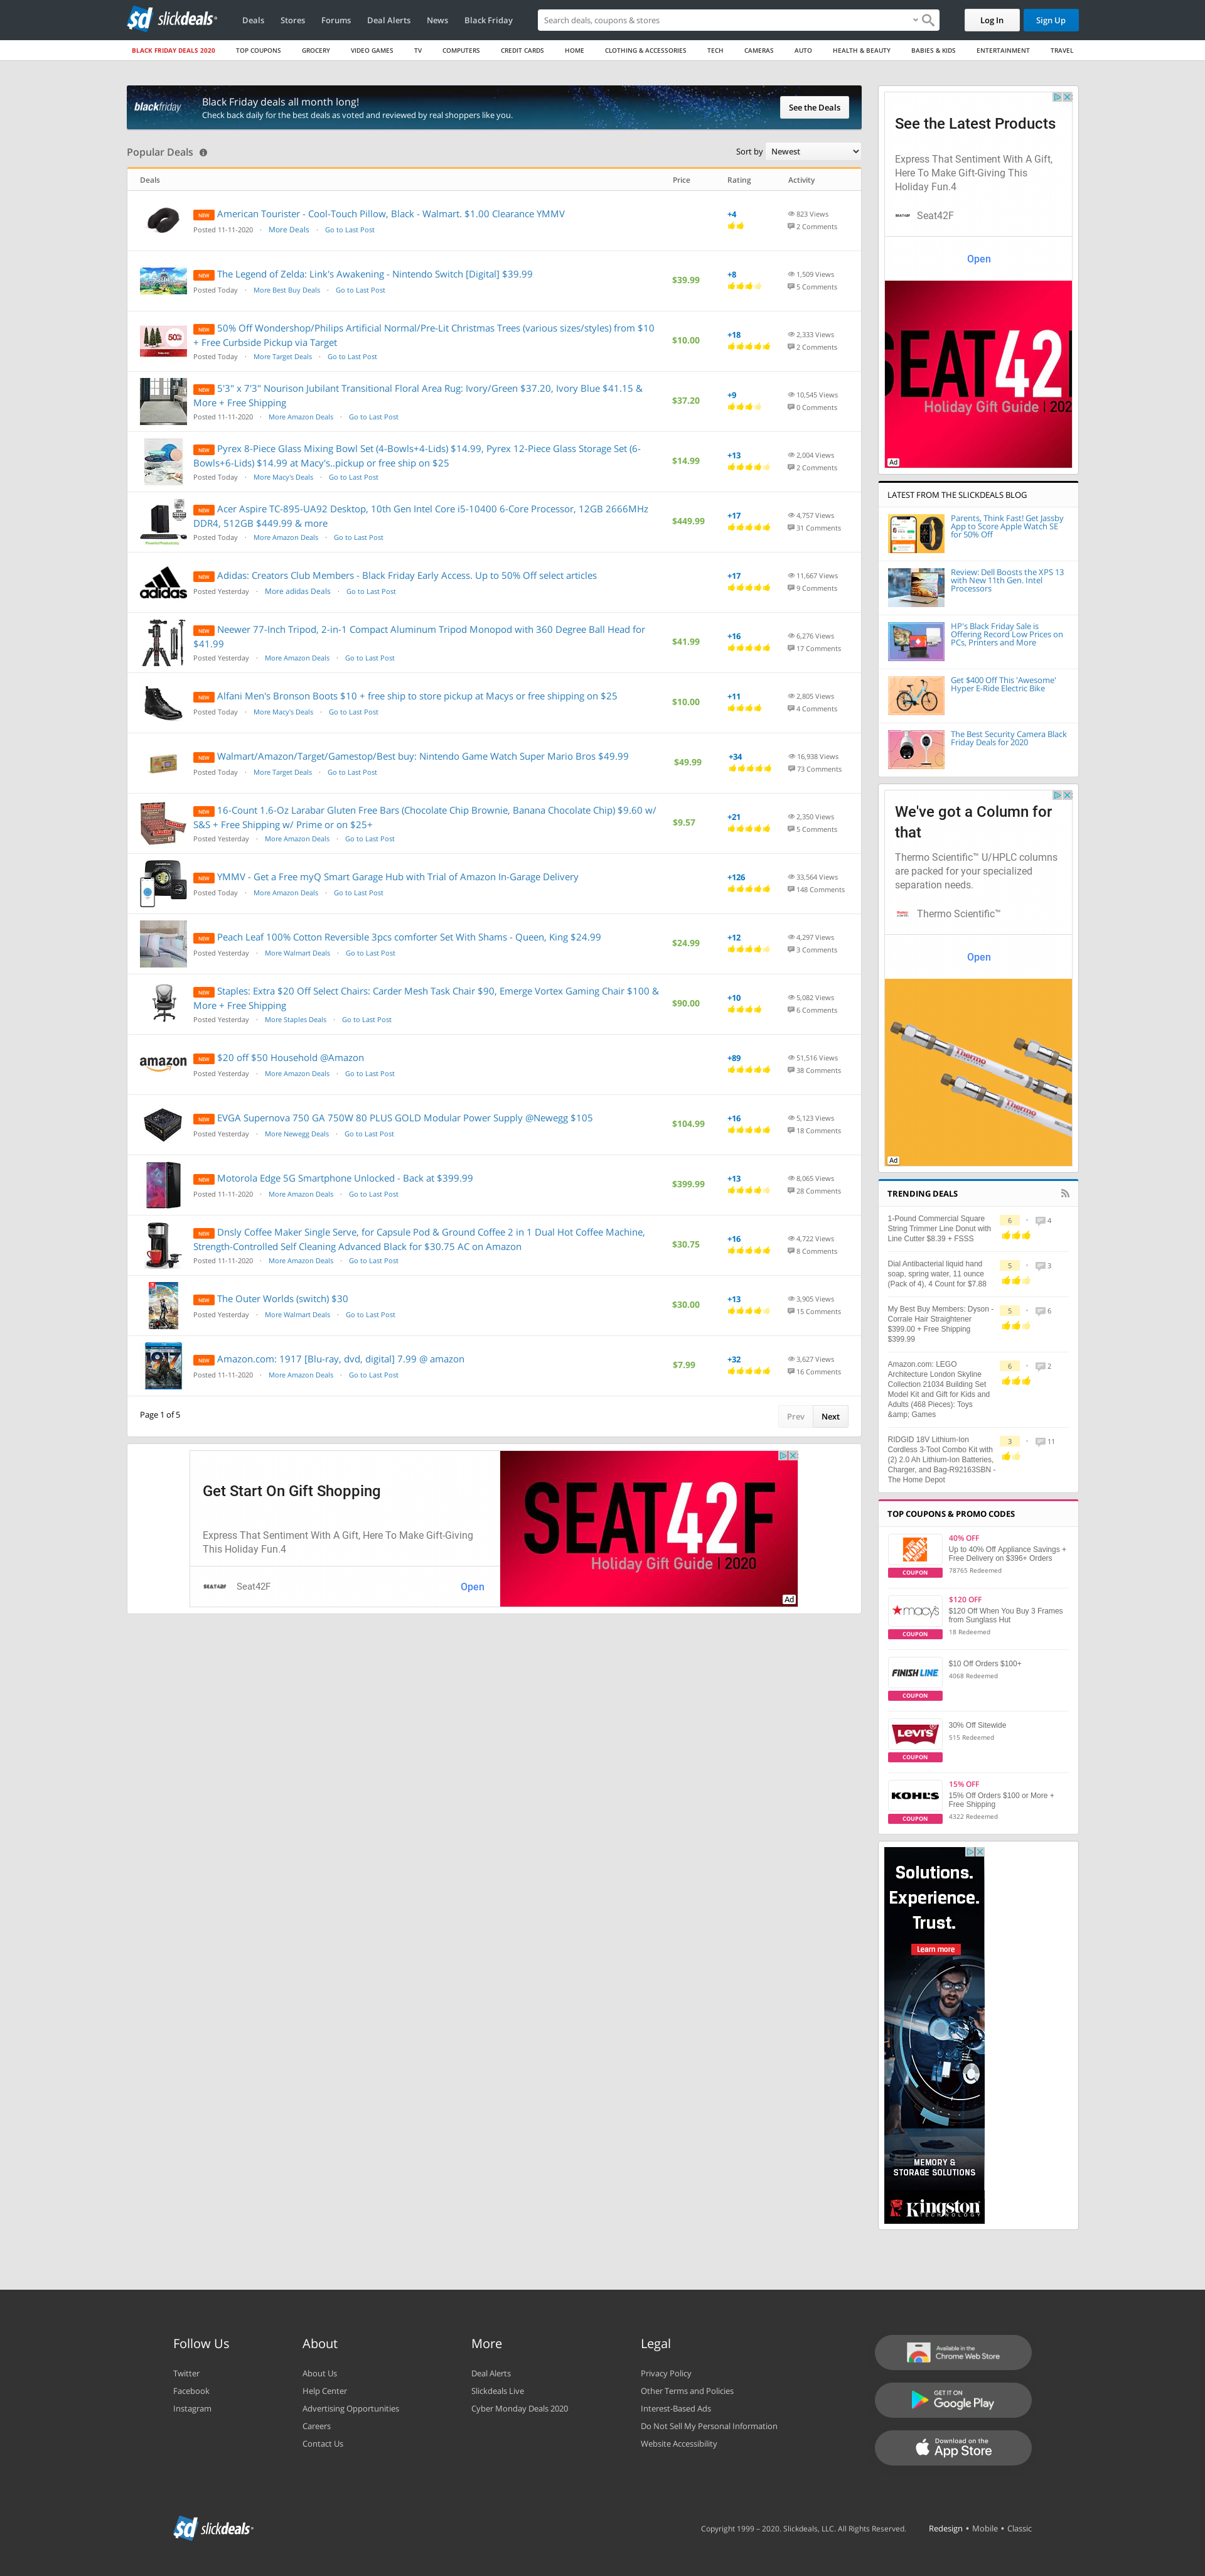 slickdeals
Deals
Stores
Forums
Deal Alerts
News
Black Friday
Search deals, coupons & stores
Log In
Sign Up
BLACK FRIDAY DEALS 2020
TOP COUPONS
GROCERY
VIDEO GAMES
TV
COMPUTERS
CREDIT CARDS
HOME
CLOTHING & ACCESSORIES
TECH
CAMERAS
AUTO
HEALTH & BEAUTY
BABIES & KIDS
ENTERTAINMENT
TRAVEL
blackfriday
Black Friday deals all month long!
Check back daily for the best deals as voted and reviewed by real shoppers like you.
See the Deals
Popular Deals
Sort by Newest
Deals Price Rating Activity
NEW American Tourister - Cool-Touch Pillow, Black - Walmart. $1.00 Clearance YMMV
Posted 11-11-2020 · More Deals · Go to Last Post
+4
823 Views
2 Comments
NEW The Legend of Zelda: Link's Awakening - Nintendo Switch [Digital] $39.99
Posted Today · More Best Buy Deals · Go to Last Post
$39.99
+8
1,509 Views
5 Comments
NEW 50% Off Wondershop/Philips Artificial Normal/Pre-Lit Christmas Trees (various sizes/styles) from $10
+ Free Curbside Pickup via Target
Posted Today · More Target Deals · Go to Last Post
$10.00
+18
2,333 Views
2 Comments
NEW 5'3" x 7'3" Nourison Jubilant Transitional Floral Area Rug: Ivory/Green $37.20, Ivory Blue $41.15 &
More + Free Shipping
Posted 11-11-2020 · More Amazon Deals · Go to Last Post
$37.20
+9
10,545 Views
0 Comments
NEW Pyrex 8-Piece Glass Mixing Bowl Set (4-Bowls+4-Lids) $14.99, Pyrex 12-Piece Glass Storage Set (6-
Bowls+6-Lids) $14.99 at Macy's..pickup or free ship on $25
Posted Today · More Macy's Deals · Go to Last Post
$14.99
+13
2,004 Views
2 Comments
NEW Acer Aspire TC-895-UA92 Desktop, 10th Gen Intel Core i5-10400 6-Core Processor, 12GB 2666MHz
DDR4, 512GB $449.99 & more
Posted Today · More Amazon Deals · Go to Last Post
$449.99
+17
4,757 Views
31 Comments
adidas
NEW Adidas: Creators Club Members - Black Friday Early Access. Up to 50% Off select articles
Posted Yesterday · More adidas Deals · Go to Last Post
+17
11,667 Views
9 Comments
NEW Neewer 77-Inch Tripod, 2-in-1 Compact Aluminum Tripod Monopod with 360 Degree Ball Head for
$41.99
Posted Yesterday · More Amazon Deals · Go to Last Post
$41.99
+16
6,276 Views
17 Comments
NEW Alfani Men's Bronson Boots $10 + free ship to store pickup at Macys or free shipping on $25
Posted Today · More Macy's Deals · Go to Last Post
$10.00
+11
2,805 Views
4 Comments
NEW Walmart/Amazon/Target/Gamestop/Best buy: Nintendo Game Watch Super Mario Bros $49.99
Posted Today · More Target Deals · Go to Last Post
$49.99
+34
16,938 Views
73 Comments
NEW 16-Count 1.6-Oz Larabar Gluten Free Bars (Chocolate Chip Brownie, Banana Chocolate Chip) $9.60 w/
S&S + Free Shipping w/ Prime or on $25+
Posted Yesterday · More Amazon Deals · Go to Last Post
$9.57
+21
2,350 Views
5 Comments
NEW YMMV - Get a Free myQ Smart Garage Hub with Trial of Amazon In-Garage Delivery
Posted Today · More Amazon Deals · Go to Last Post
+126
33,564 Views
148 Comments
NEW Peach Leaf 100% Cotton Reversible 3pcs comforter Set With Shams - Queen, King $24.99
Posted Yesterday · More Walmart Deals · Go to Last Post
$24.99
+12
4,297 Views
3 Comments
NEW Staples: Extra $20 Off Select Chairs: Carder Mesh Task Chair $90, Emerge Vortex Gaming Chair $100 &
More + Free Shipping
Posted Yesterday · More Staples Deals · Go to Last Post
$90.00
+10
5,082 Views
6 Comments
amazon
NEW $20 off $50 Household @Amazon
Posted Yesterday · More Amazon Deals · Go to Last Post
+89
51,516 Views
38 Comments
NEW EVGA Supernova 750 GA 750W 80 PLUS GOLD Modular Power Supply @Newegg $105
Posted Yesterday · More Newegg Deals · Go to Last Post
$104.99
+16
5,123 Views
18 Comments
NEW Motorola Edge 5G Smartphone Unlocked - Back at $399.99
Posted 11-11-2020 · More Amazon Deals · Go to Last Post
$399.99
+13
8,065 Views
28 Comments
NEW Dnsly Coffee Maker Single Serve, for Capsule Pod & Ground Coffee 2 in 1 Dual Hot Coffee Machine,
Strength-Controlled Self Cleaning Advanced Black for $30.75 AC on Amazon
Posted 11-11-2020 · More Amazon Deals · Go to Last Post
$30.75
+16
4,722 Views
8 Comments
NEW The Outer Worlds (switch) $30
Posted Yesterday · More Walmart Deals · Go to Last Post
$30.00
+13
3,905 Views
15 Comments
1917
NEW Amazon.com: 1917 [Blu-ray, dvd, digital] 7.99 @ amazon
Posted 11-11-2020 · More Amazon Deals · Go to Last Post
$7.99
+32
3,627 Views
16 Comments
Page 1 of 5
Prev
Next
Get Start On Gift Shopping
Express That Sentiment With A Gift, Here To Make Gift-Giving
This Holiday Fun.4
SEAT42F
Seat42F
Open
SEAT42F
Holiday Gift Guide | 2020
Ad
See the Latest Products
Express That Sentiment With A Gift,
Here To Make Gift-Giving This
Holiday Fun.4
SEAT42F
Seat42F
Open
SEAT42F
Holiday Gift Guide | 202
Ad
LATEST FROM THE SLICKDEALS BLOG
Parents, Think Fast! Get Jassby
App to Score Apple Watch SE
for 50% Off
Review: Dell Boosts the XPS 13
with New 11th Gen. Intel
Processors
HP's Black Friday Sale is
Offering Record Low Prices on
PCs, Printers and More
Get $400 Off This 'Awesome'
Hyper E-Ride Electric Bike
The Best Security Camera Black
Friday Deals for 2020
We've got a Column for
that
Thermo Scientific™ U/HPLC columns
are packed for your specialized
separation needs.
Thermo Scientific™
Open
Thermo
Thermo
Ad
TRENDING DEALS
1-Pound Commercial Square
String Trimmer Line Donut with
Line Cutter $8.39 + FSSS
6 · 4
Dial Antibacterial liquid hand
soap, spring water, 11 ounce
(Pack of 4), 4 Count for $7.88
5 · 3
My Best Buy Members: Dyson -
Corrale Hair Straightener
$399.00 + Free Shipping
$399.99
5 · 6
Amazon.com: LEGO
Architecture London Skyline
Collection 21034 Building Set
Model Kit and Gift for Kids and
Adults (468 Pieces): Toys
&amp; Games
6 · 2
RIDGID 18V Lithium-Ion
Cordless 3-Tool Combo Kit with
(2) 2.0 Ah Lithium-Ion Batteries,
Charger, and Bag-R92163SBN -
The Home Depot
3 · 11
TOP COUPONS & PROMO CODES
COUPON
40% OFF
Up to 40% Off Appliance Savings +
Free Delivery on $396+ Orders
78765 Redeemed
macy's
COUPON
$120 OFF
$120 Off When You Buy 3 Frames
from Sunglass Hut
18 Redeemed
FINISH LINE
COUPON
$10 Off Orders $100+
4068 Redeemed
LEVI'S
COUPON
30% Off Sitewide
515 Redeemed
KOHL'S
COUPON
15% OFF
15% Off Orders $100 or More +
Free Shipping
4322 Redeemed
Solutions.
Experience.
Trust.
Learn more
MEMORY &
STORAGE SOLUTIONS
Kingston
TECHNOLOGY
Follow Us
Twitter
Facebook
Instagram
About
About Us
Help Center
Advertising Opportunities
Careers
Contact Us
More
Deal Alerts
Slickdeals Live
Cyber Monday Deals 2020
Legal
Privacy Policy
Other Terms and Policies
Interest-Based Ads
Do Not Sell My Personal Information
Website Accessibility
Available in the
Chrome Web Store
GET IT ON
Google Play
Download on the
App Store
slickdeals
Copyright 1999 – 2020. Slickdeals, LLC. All Rights Reserved.
Redesign • Mobile • Classic